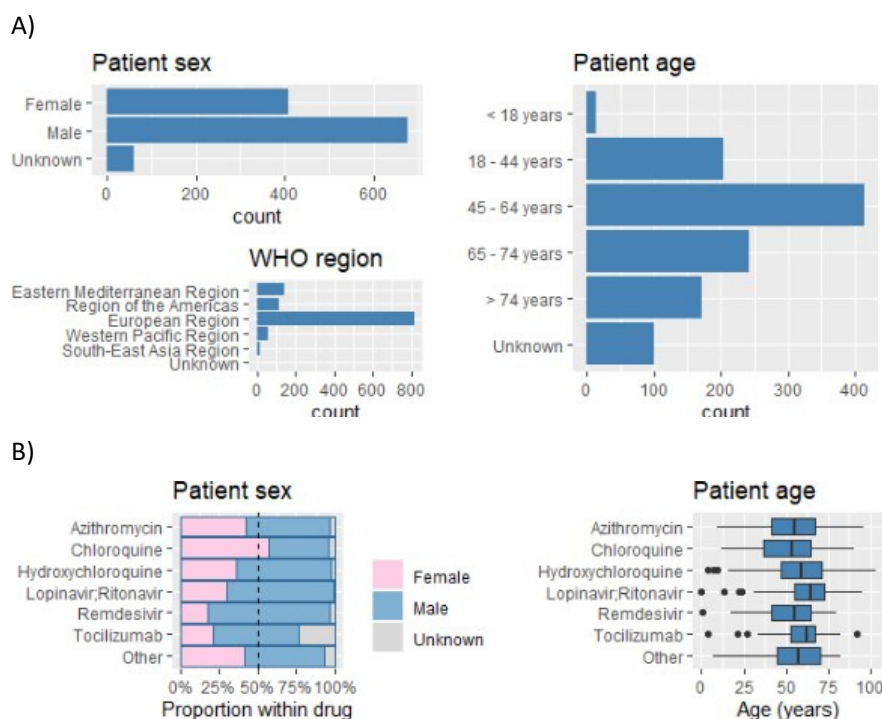 A)
Patient sex
Female
Male
Unknown
0 200 400 600
count
WHO region
Eastern Mediterranean Region
Region of the Americas
European Region
Western Pacific Region
South-East Asia Region
Unknown
0 200 400 600 800
count
Patient age
< 18 years
18 - 44 years
45 - 64 years
65 - 74 years
> 74 years
Unknown
0 100 200 300 400
count
B)
Patient sex
Azithromycin
Chloroquine
Hydroxychloroquine
Lopinavir;Ritonavir
Remdesivir
Tocilizumab
Other
0% 25% 50% 75% 100%
Proportion within drug
Female
Male
Unknown
Patient age
Azithromycin
Chloroquine
Hydroxychloroquine
Lopinavir;Ritonavir
Remdesivir
Tocilizumab
Other
0 25 50 75 100
Age (years)